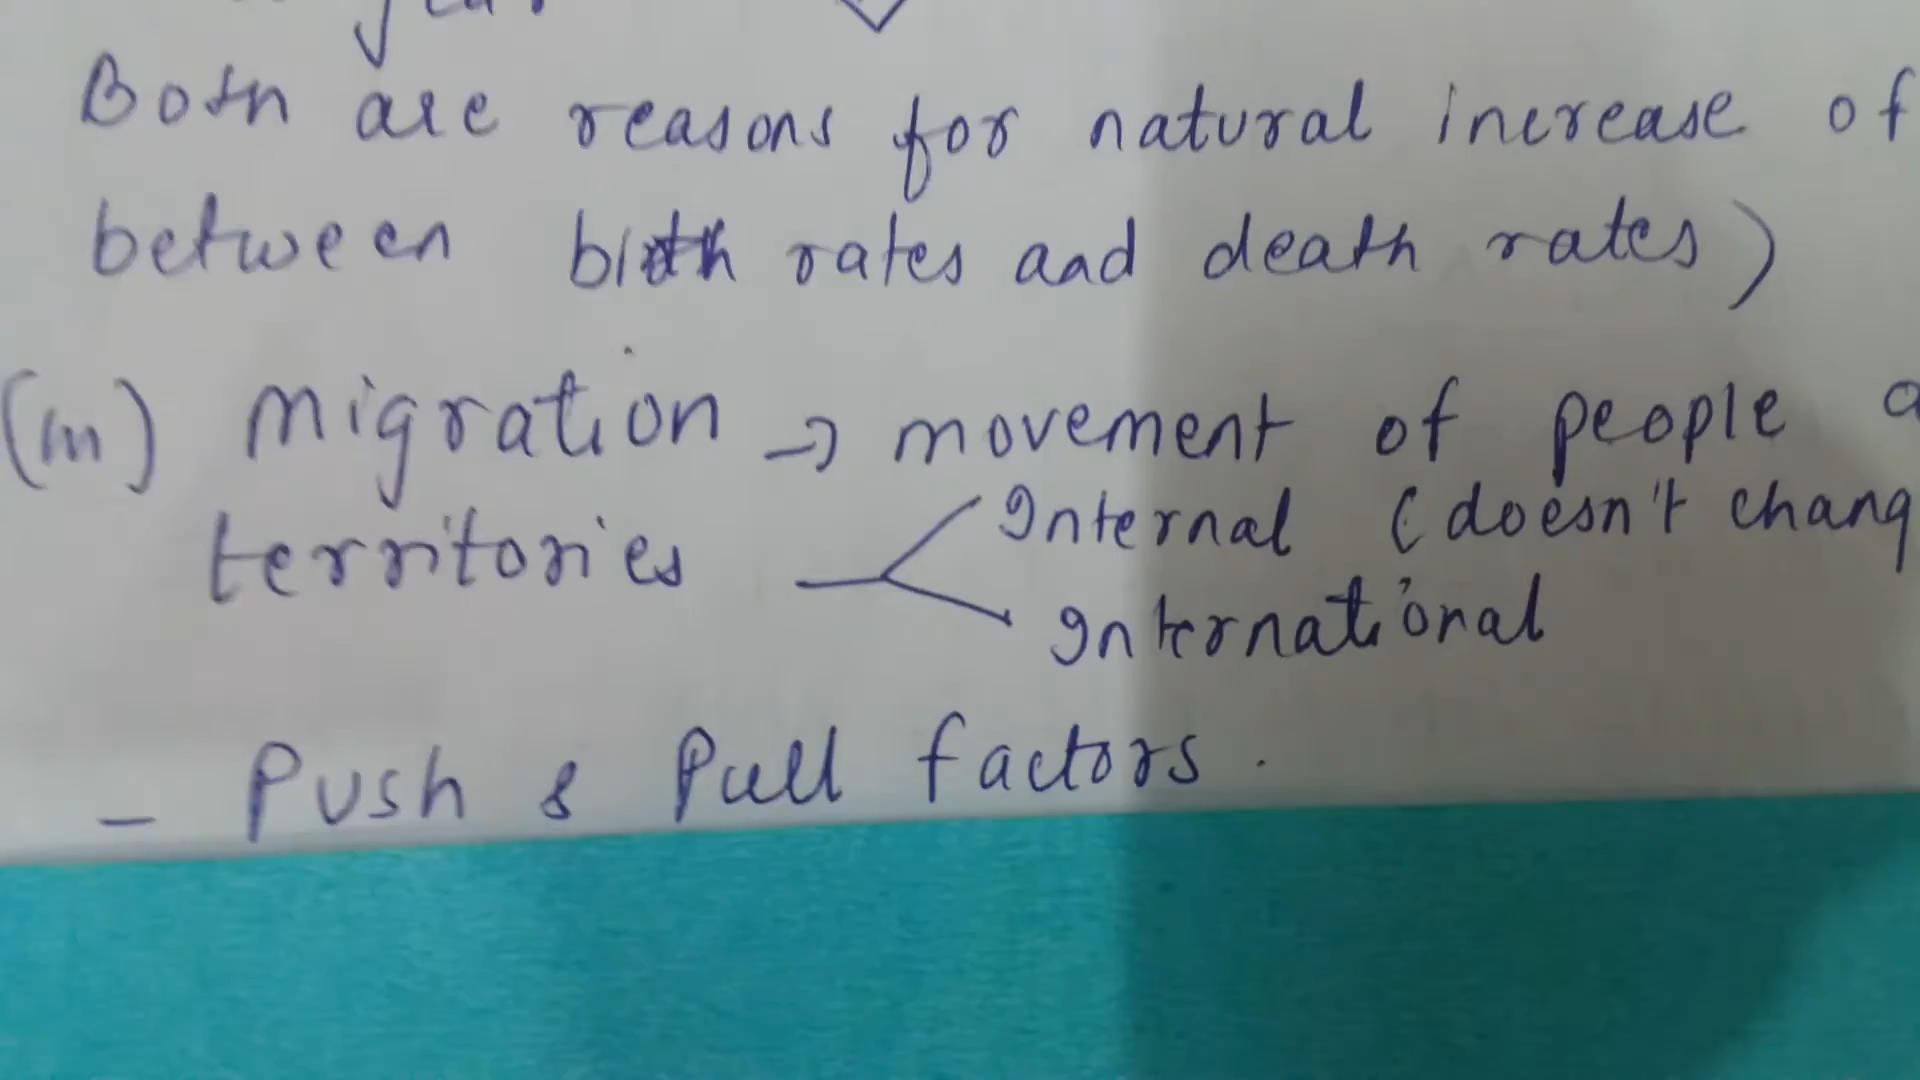 Both are reasons for natural increase of
between birth rates and death rates)
(iii) Migration → movement of people
territories
Internal (doesn't chang
International
- Push & Pull factors.